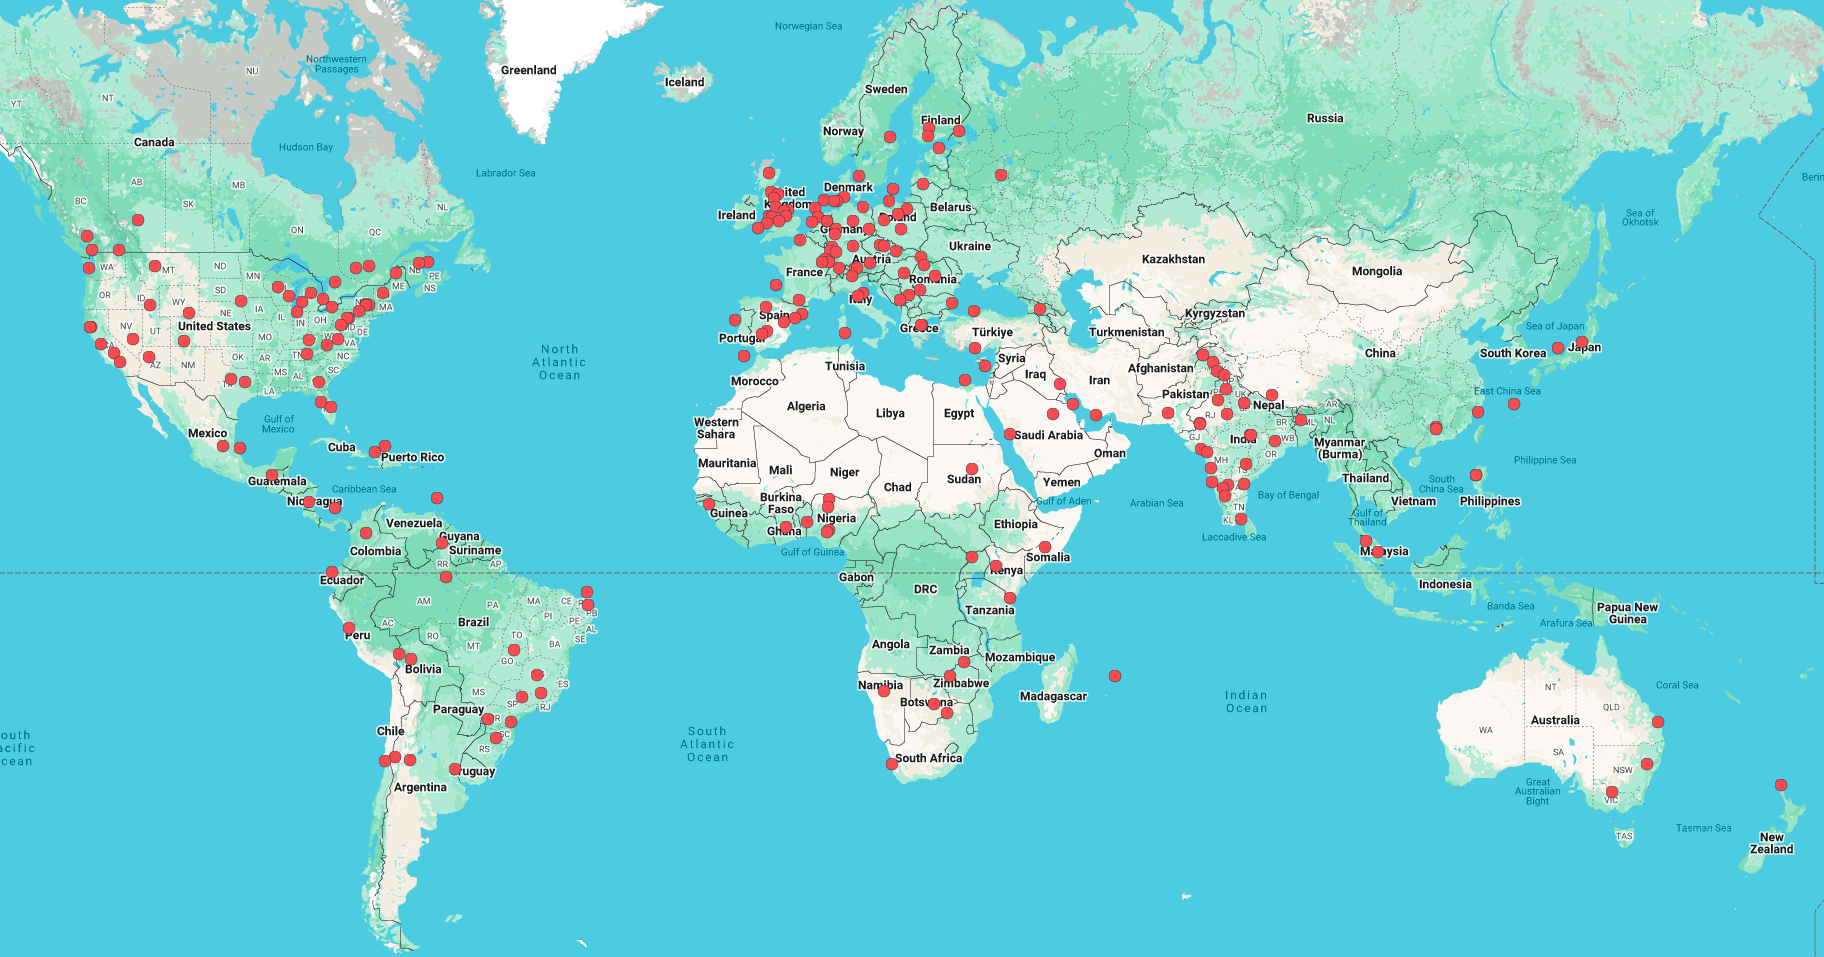 Norwegian Sea
Greenland
Iceland
Northwestern
Passages
NU
YT
NT
Canada
Hudson Bay
Labrador Sea
AB
MB
BC
SK
NL
ON
QC
Sweden
Finland
Norway
Russia
Denmark
Ireland
Kingdom
Belarus
Poland
Germany
Ukraine
Austria
France
Romania
Italy
Spain
Portugal
Greece
Türkiye
Kazakhstan
Mongolia
Kyrgyzstan
Turkmenistan
China
Sea of
Okhotsk
Sea of Japan
South Korea
Japan
East China Sea
WA
MT
ND
MN
NB
PE
NS
ME
OR
ID
WY
SD
MA
NE
IA
IL
IN
OH
NV
UT
United States
MO
DE
VA
AZ
NM
OK
AR
TN
NC
MS
AL
SC
LA
Gulf of
Mexico
Mexico
Cuba
Puerto Rico
Guatemala
Caribbean Sea
Nicaragua
North
Atlantic
Ocean
Venezuela
Guyana
Suriname
Colombia
RR
AP
Ecuador
AM
PA
MA
CE
PI
PB
PE
AL
SE
AC
RO
Brazil
TO
MT
BA
Peru
GO
Bolivia
MS
ES
SP
RJ
Paraguay
SC
RS
Chile
Uruguay
Argentina
South
Atlantic
Ocean
Tunisia
Morocco
Algeria
Libya
Egypt
Western
Sahara
Mauritania
Mali
Niger
Chad
Sudan
Burkina
Faso
Guinea
Ghana
Nigeria
Gulf of Guinea
Ethiopia
Somalia
Gabon
DRC
Kenya
Tanzania
Angola
Zambia
Mozambique
Namibia
Zimbabwe
Botswana
Madagascar
South Africa
Syria
Iraq
Iran
Afghanistan
Pakistan
Saudi Arabia
Oman
Yemen
Gulf of Aden
Arabian Sea
UK
Nepal
RJ
BR
AR
NL
GJ
India
WB
MH
OR
TN
KL
Bay of Bengal
Laccadive Sea
Myanmar
(Burma)
Thailand
Vietnam
Gulf of
Thailand
South
China Sea
Philippines
Philippine Sea
Malaysia
Indonesia
Banda Sea
Arafura Sea
Papua New
Guinea
Indian
Ocean
Coral Sea
NT
QLD
WA
Australia
SA
NSW
VIC
TAS
Great
Australian
Bight
Tasman Sea
New
Zealand